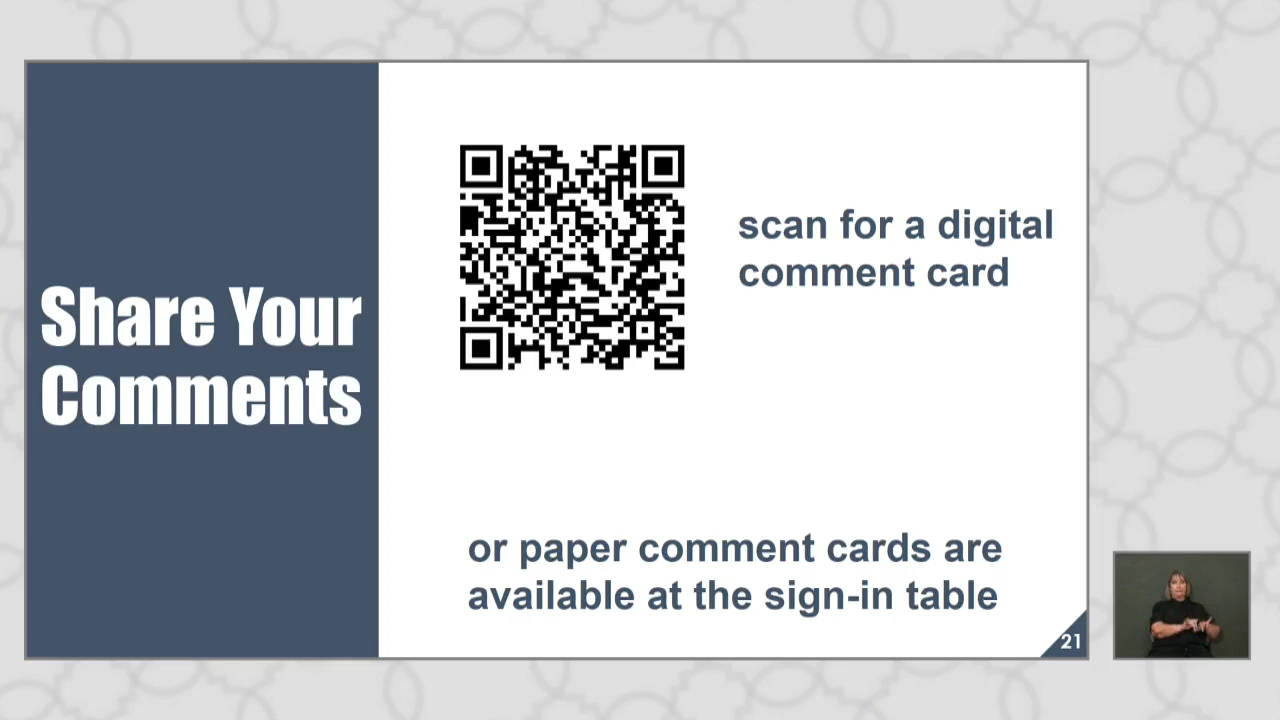 Share Your
Comments
scan for a digital
comment card
or paper comment cards are
available at the sign-in table
21